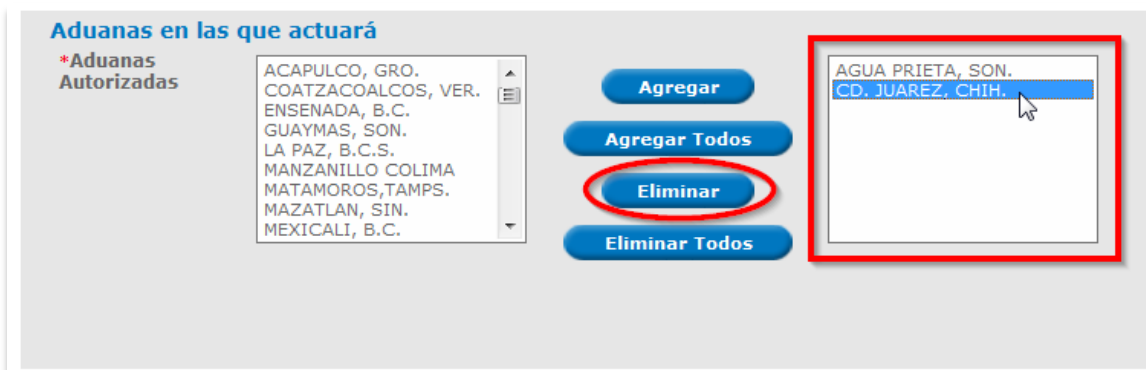 Aduanas en las que actuará
*Aduanas
Autorizadas
ACAPULCO, GRO.
COATZACOALCOS, VER.
ENSENADA, B.C.
GUAYMAS, SON.
LA PAZ, B.C.S.
MANZANILLO COLIMA
MATAMOROS,TAMPS.
MAZATLAN, SIN.
MEXICALI, B.C.
Agregar
Agregar Todos
Eliminar
Eliminar Todos
AGUA PRIETA, SON.
CD. JUAREZ, CHIH.